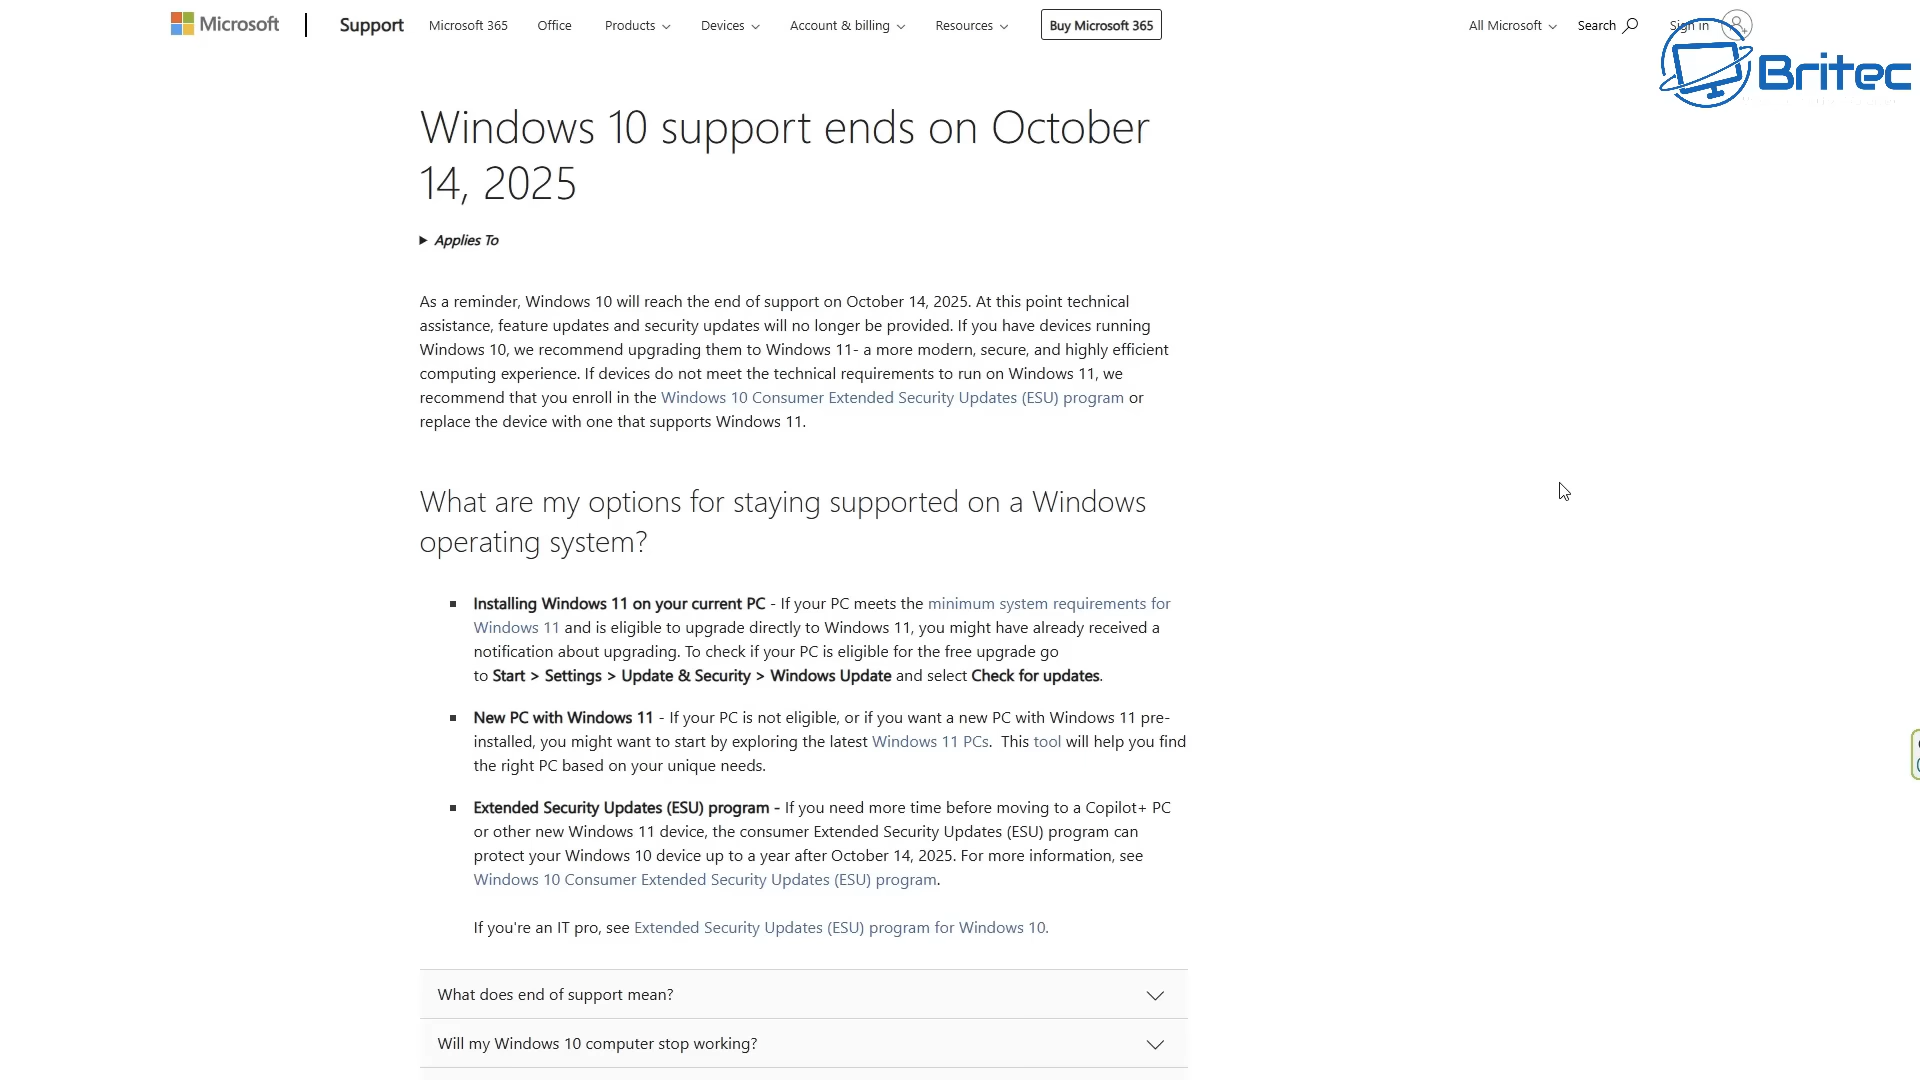 Microsoft
Support
Microsoft 365
Office
Products
Devices
Account & billing
Resources
Buy Microsoft 365
All Microsoft
Search
Sign in
Britec
Windows 10 support ends on October
14, 2025
Applies To
As a reminder, Windows 10 will reach the end of support on October 14, 2025. At this point technical
assistance, feature updates and security updates will no longer be provided. If you have devices running
Windows 10, we recommend upgrading them to Windows 11- a more modern, secure, and highly efficient
computing experience. If devices do not meet the technical requirements to run on Windows 11, we
recommend that you enroll in the Windows 10 Consumer Extended Security Updates (ESU) program or
replace the device with one that supports Windows 11.
What are my options for staying supported on a Windows
operating system?
Installing Windows 11 on your current PC - If your PC meets the minimum system requirements for
Windows 11 and is eligible to upgrade directly to Windows 11, you might have already received a
notification about upgrading. To check if your PC is eligible for the free upgrade go
to Start > Settings > Update & Security > Windows Update and select Check for updates.
New PC with Windows 11 - If your PC is not eligible, or if you want a new PC with Windows 11 pre-
installed, you might want to start by exploring the latest Windows 11 PCs. This tool will help you find
the right PC based on your unique needs.
Extended Security Updates (ESU) program - If you need more time before moving to a Copilot+ PC
or other new Windows 11 device, the consumer Extended Security Updates (ESU) program can
protect your Windows 10 device up to a year after October 14, 2025. For more information, see
Windows 10 Consumer Extended Security Updates (ESU) program.
If you're an IT pro, see Extended Security Updates (ESU) program for Windows 10.
What does end of support mean?
Will my Windows 10 computer stop working?